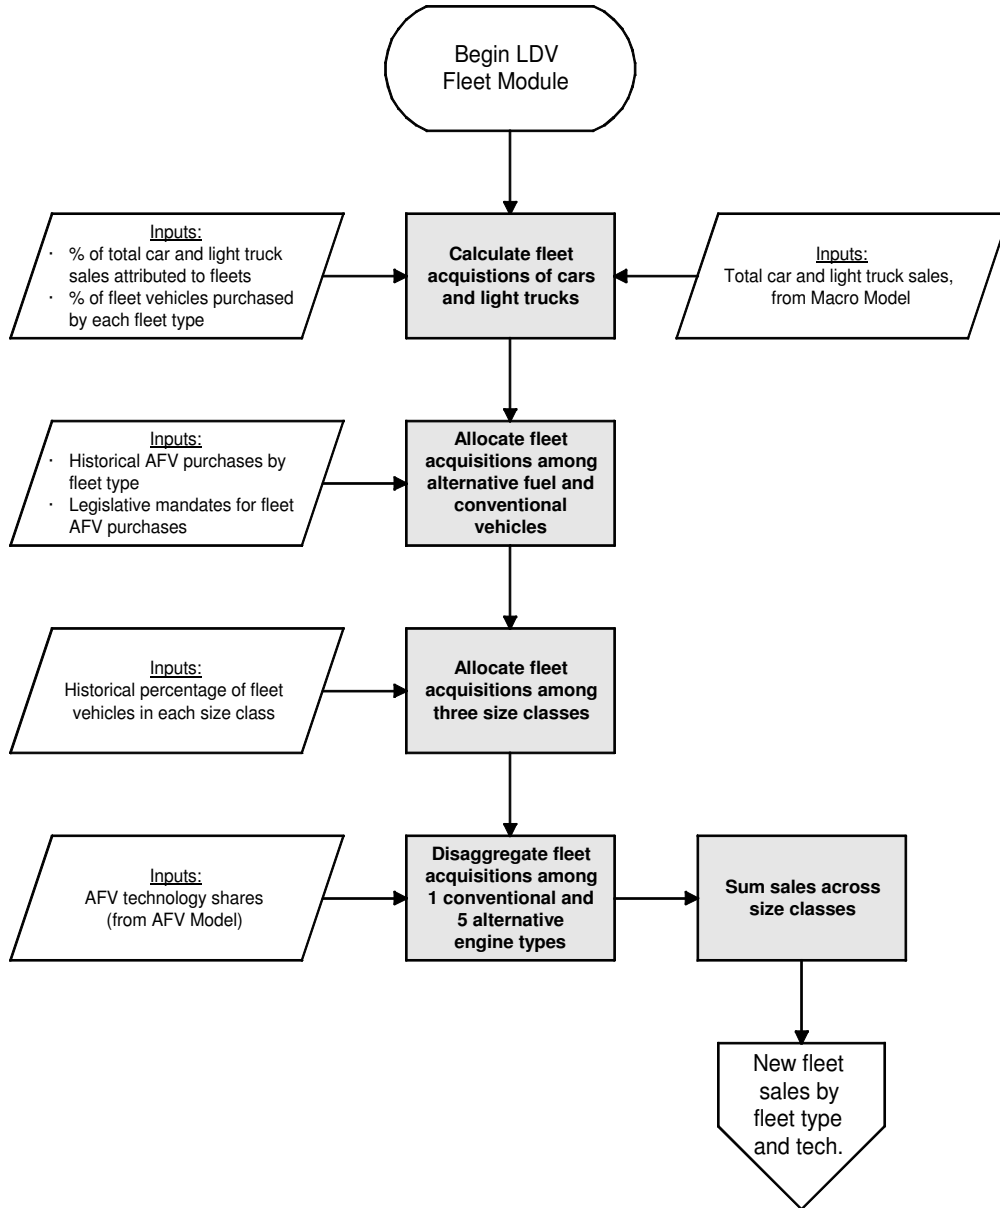 Begin LDV
Fleet Module
Inputs:
· % of total car and light truck
sales attributed to fleets
· % of fleet vehicles purchased
by each fleet type
Calculate fleet
acquistions of cars
and light trucks
Inputs:
Total car and light truck sales,
from Macro Model
Inputs:
· Historical AFV purchases by
fleet type
· Legislative mandates for fleet
AFV purchases
Allocate fleet
acquisitions among
alternative fuel and
conventional
vehicles
Inputs:
Historical percentage of fleet
vehicles in each size class
Allocate fleet
acquisitions among
three size classes
Inputs:
AFV technology shares
(from AFV Model)
Disaggregate fleet
acquisitions among
1 conventional and
5 alternative
engine types
Sum sales across
size classes
New fleet
sales by
fleet type
and tech.